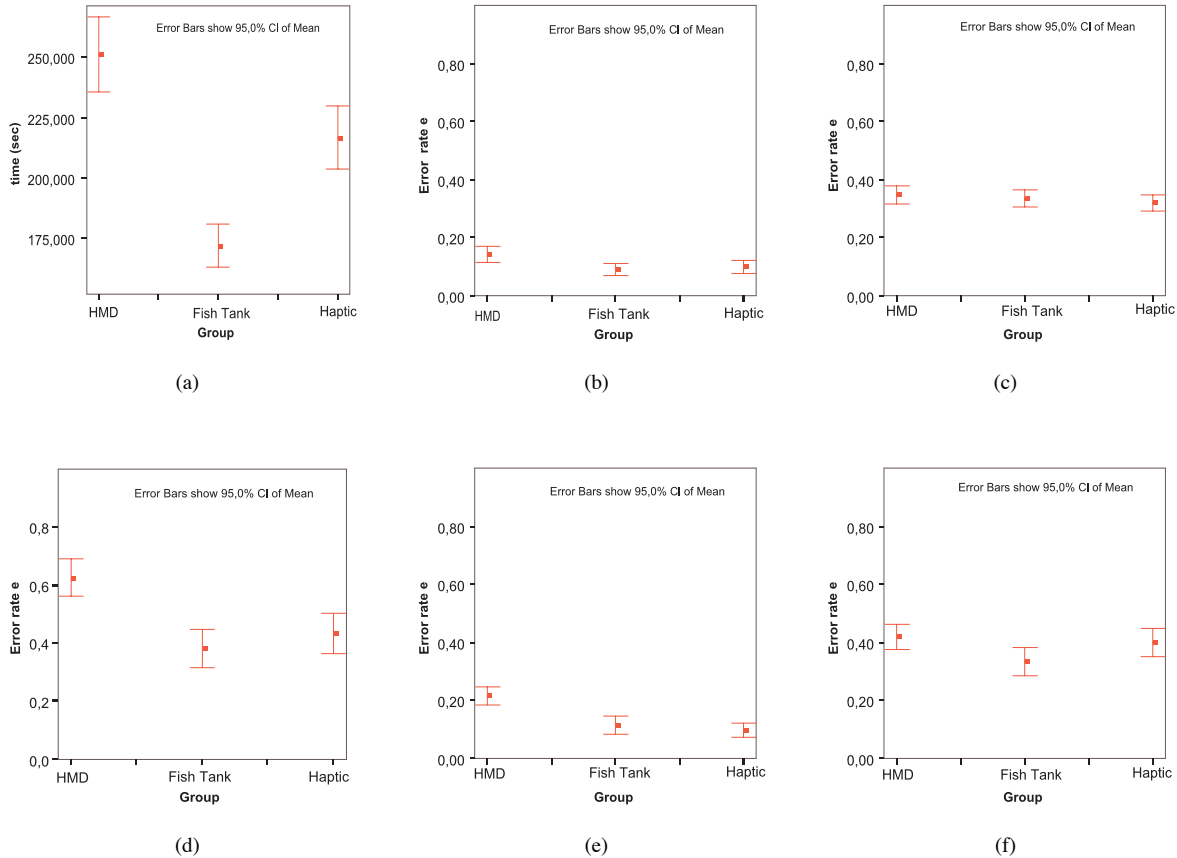 Error Bars show 95,0% CI of Mean
250,000
225,000
200,000
175,000
time (sec)
HMD Fish Tank Haptic
Group
(a)
Error Bars show 95,0% CI of Mean
0,80
0,60
0,40
0,20
0,00
Error rate e
HMD Fish Tank Haptic
Group
(b)
Error Bars show 95,0% CI of Mean
0,80
0,60
0,40
0,20
0,00
Error rate e
HMD Fish Tank Haptic
Group
(c)
Error Bars show 95,0% CI of Mean
0,8
0,6
0,4
0,2
0,0
Error rate e
HMD Fish Tank Haptic
Group
(d)
Error Bars show 95,0% CI of Mean
0,80
0,60
0,40
0,20
0,00
Error rate e
HMD Fish Tank Haptic
Group
(e)
Error Bars show 95,0% CI of Mean
0,80
0,60
0,40
0,20
0,00
Error rate e
HMD Fish Tank Haptic
Group
(f)